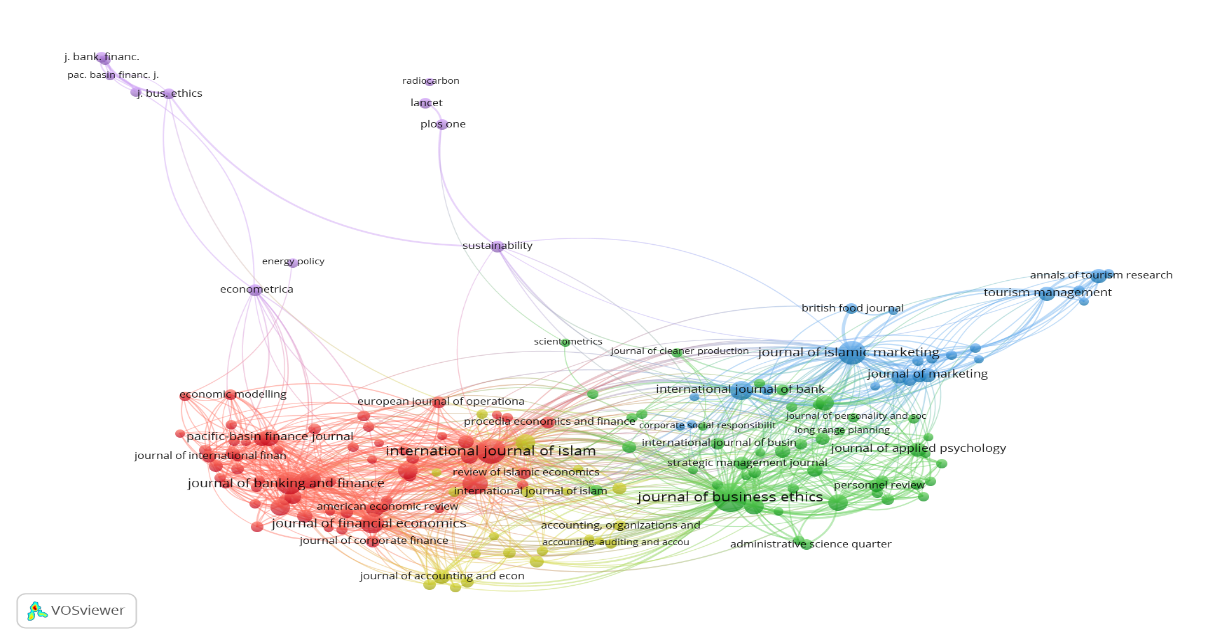 j. bank. financ.
pac. basin financ. j.
j. bus. ethics
radiocarbon
lancet
plos one
sustainability
energy policy
econometrica
annals of tourism research
tourism management
british food journal
scientometrics
journal of cleaner production
journal of islamic marketing
journal of marketing
economic modelling
european journal of operationa
international journal of bank
procedia economics and finance
corporate social responsibilit
journal of personality and soc
long range planning
pacific-basin finance journal
journal of international finan
international journal of islam
international journal of busin
journal of applied psychology
strategic management journal
review of islamic economics
journal of banking and finance
international journal of islam
personnel review
journal of business ethics
american economic review
journal of financial economics
accounting, organizations and
journal of corporate finance
accounting, auditing and accou
administrative science quarter
journal of accounting and econ
VOSviewer